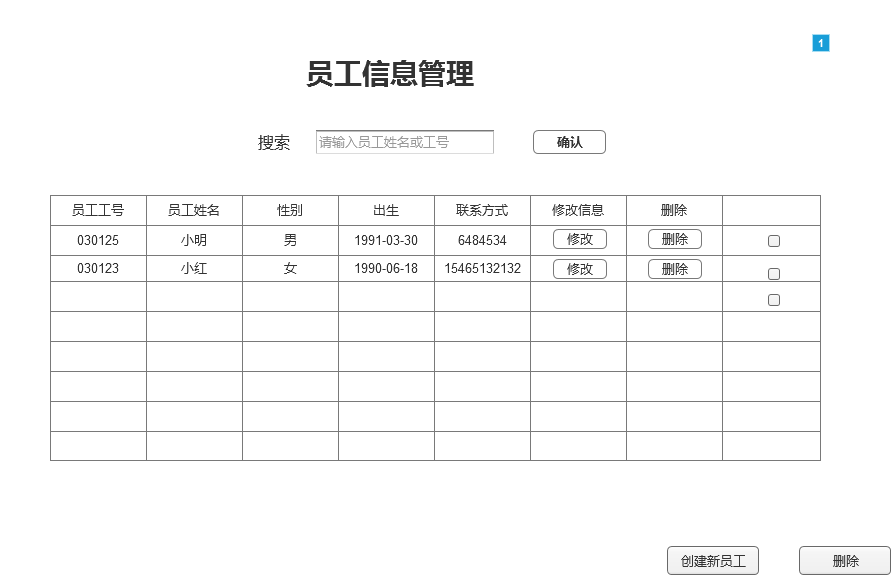 1
员工信息管理
搜索 请输入员工姓名或工号 确认
员工工号 员工姓名 性别 出生 联系方式 修改信息 删除
030125 小明 男 1991-03-30 6484534 修改 删除
030123 小红 女 1990-06-18 15465132132 修改 删除
创建新员工 删除